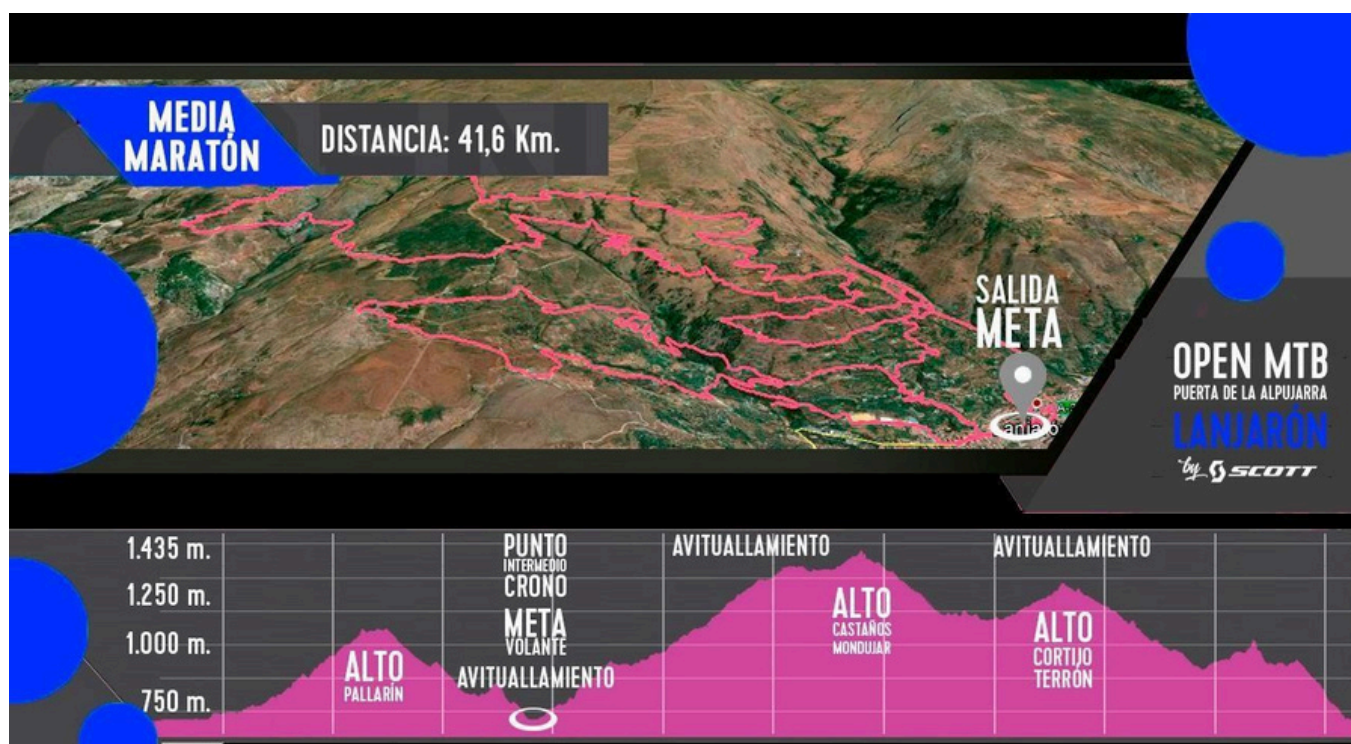 MEDIA
MARATÓN
DISTANCIA: 41,6 Km.
SALIDA
META
OPEN MTB
PUERTA DE LA ALPUJARRA
LANJARÓN
by SCOTT
1.435 m.
1.250 m.
1.000 m.
750 m.
ALTO
PALLARÍN
PUNTO
INTERMEDIO
CRONO
META
VOLANTE
AVITUALLAMIENTO
AVITUALLAMIENTO
ALTO
CASTAÑOS
MONDUJAR
AVITUALLAMIENTO
ALTO
CORTIJO
TERRÓN